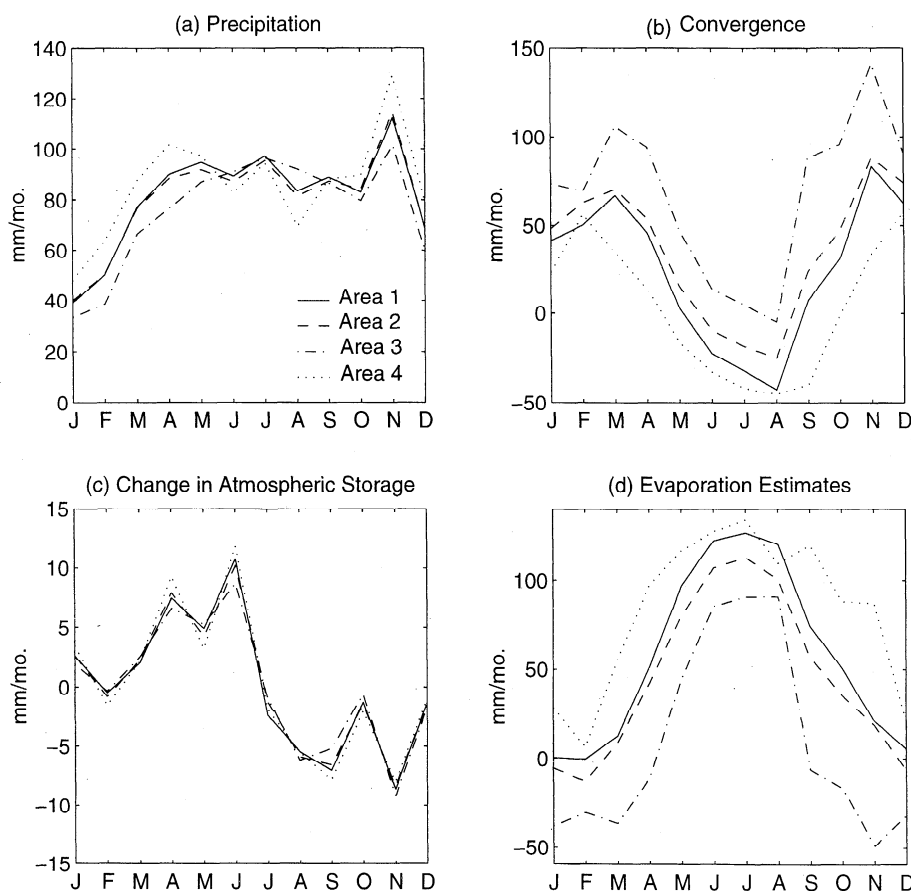 (a) Precipitation
mm/mo.
140
120
100
80
60
40
20
0
J F M A M J J A S O N D
Area 1
Area 2
Area 3
Area 4
(b) Convergence
mm/mo.
150
100
50
0
−50
J F M A M J J A S O N D
(c) Change in Atmospheric Storage
mm/mo.
15
10
5
0
−5
−10
−15
J F M A M J J A S O N D
(d) Evaporation Estimates
mm/mo.
100
50
0
−50
J F M A M J J A S O N D